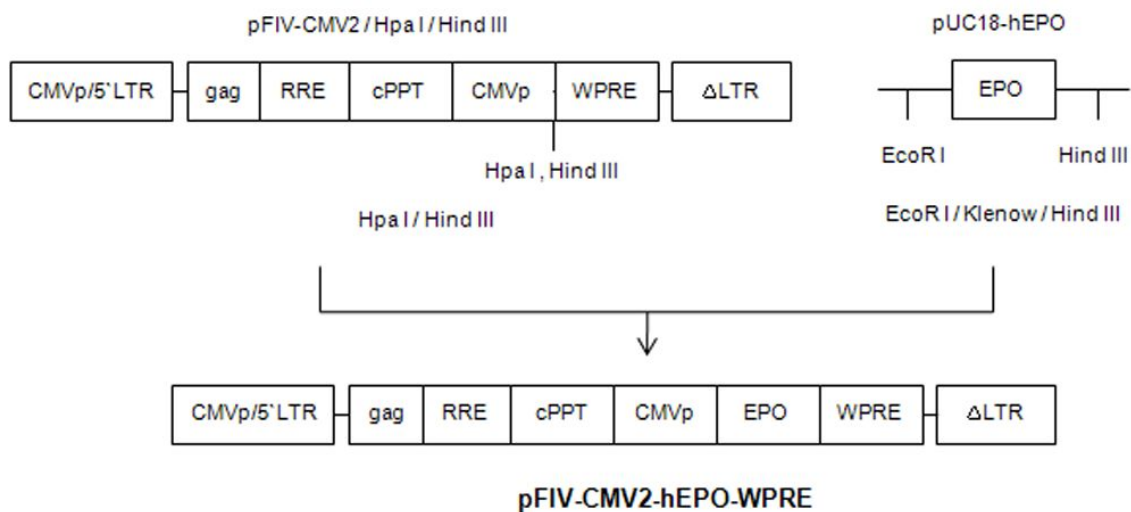 pFIV-CMV2 / Hpa I / Hind III
pUC18-hEPO
CMVp/5`LTR gag RRE cPPT CMVp WPRE ΔLTR
EPO
Hpa I , Hind III
EcoR I Hind III
Hpa I / Hind III
EcoR I / Klenow / Hind III
CMVp/5`LTR gag RRE cPPT CMVp EPO WPRE ΔLTR
pFIV-CMV2-hEPO-WPRE